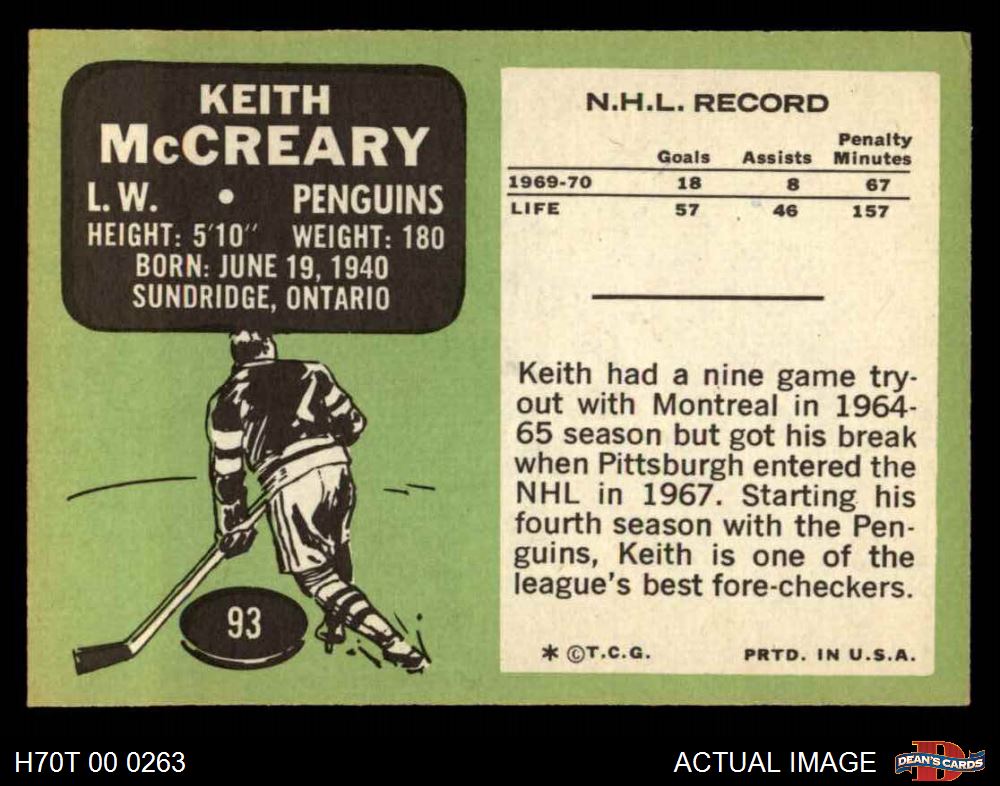 KEITH
McCREARY
L.W. • PENGUINS
HEIGHT: 5'10" WEIGHT: 180
BORN: JUNE 19, 1940
SUNDRIDGE, ONTARIO
93
N.H.L. RECORD
Goals Assists Penalty Minutes
1969-70 18 8 67
LIFE 57 46 157
Keith had a nine game try-
out with Montreal in 1964-
65 season but got his break
when Pittsburgh entered the
NHL in 1967. Starting his
fourth season with the Pen-
guins, Keith is one of the
league's best fore-checkers.
* ©T.C.G. PRTD. IN U.S.A.
H70T 00 0263
ACTUAL IMAGE
DEAN'S CARDS